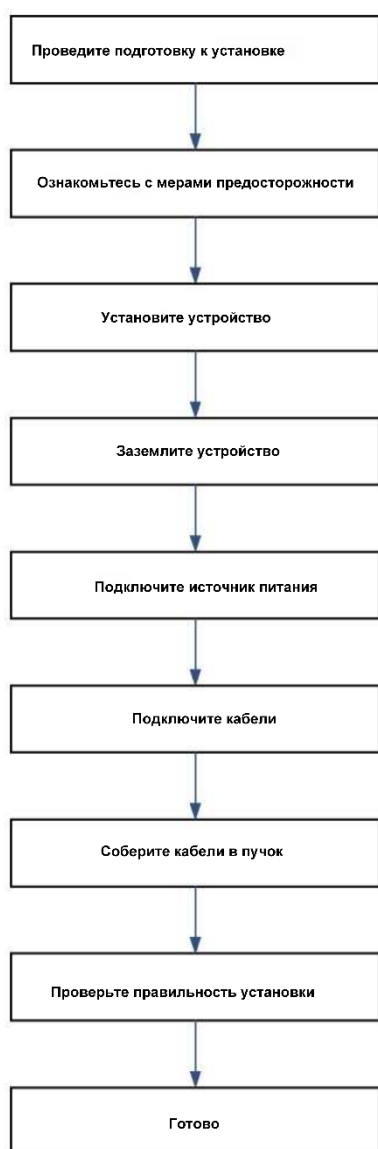 Проведите подготовку к установке
Ознакомьтесь с мерами предосторожности
Установите устройство
Заземлите устройство
Подключите источник питания
Подключите кабели
Соберите кабели в пучок
Проверьте правильность установки
Готово